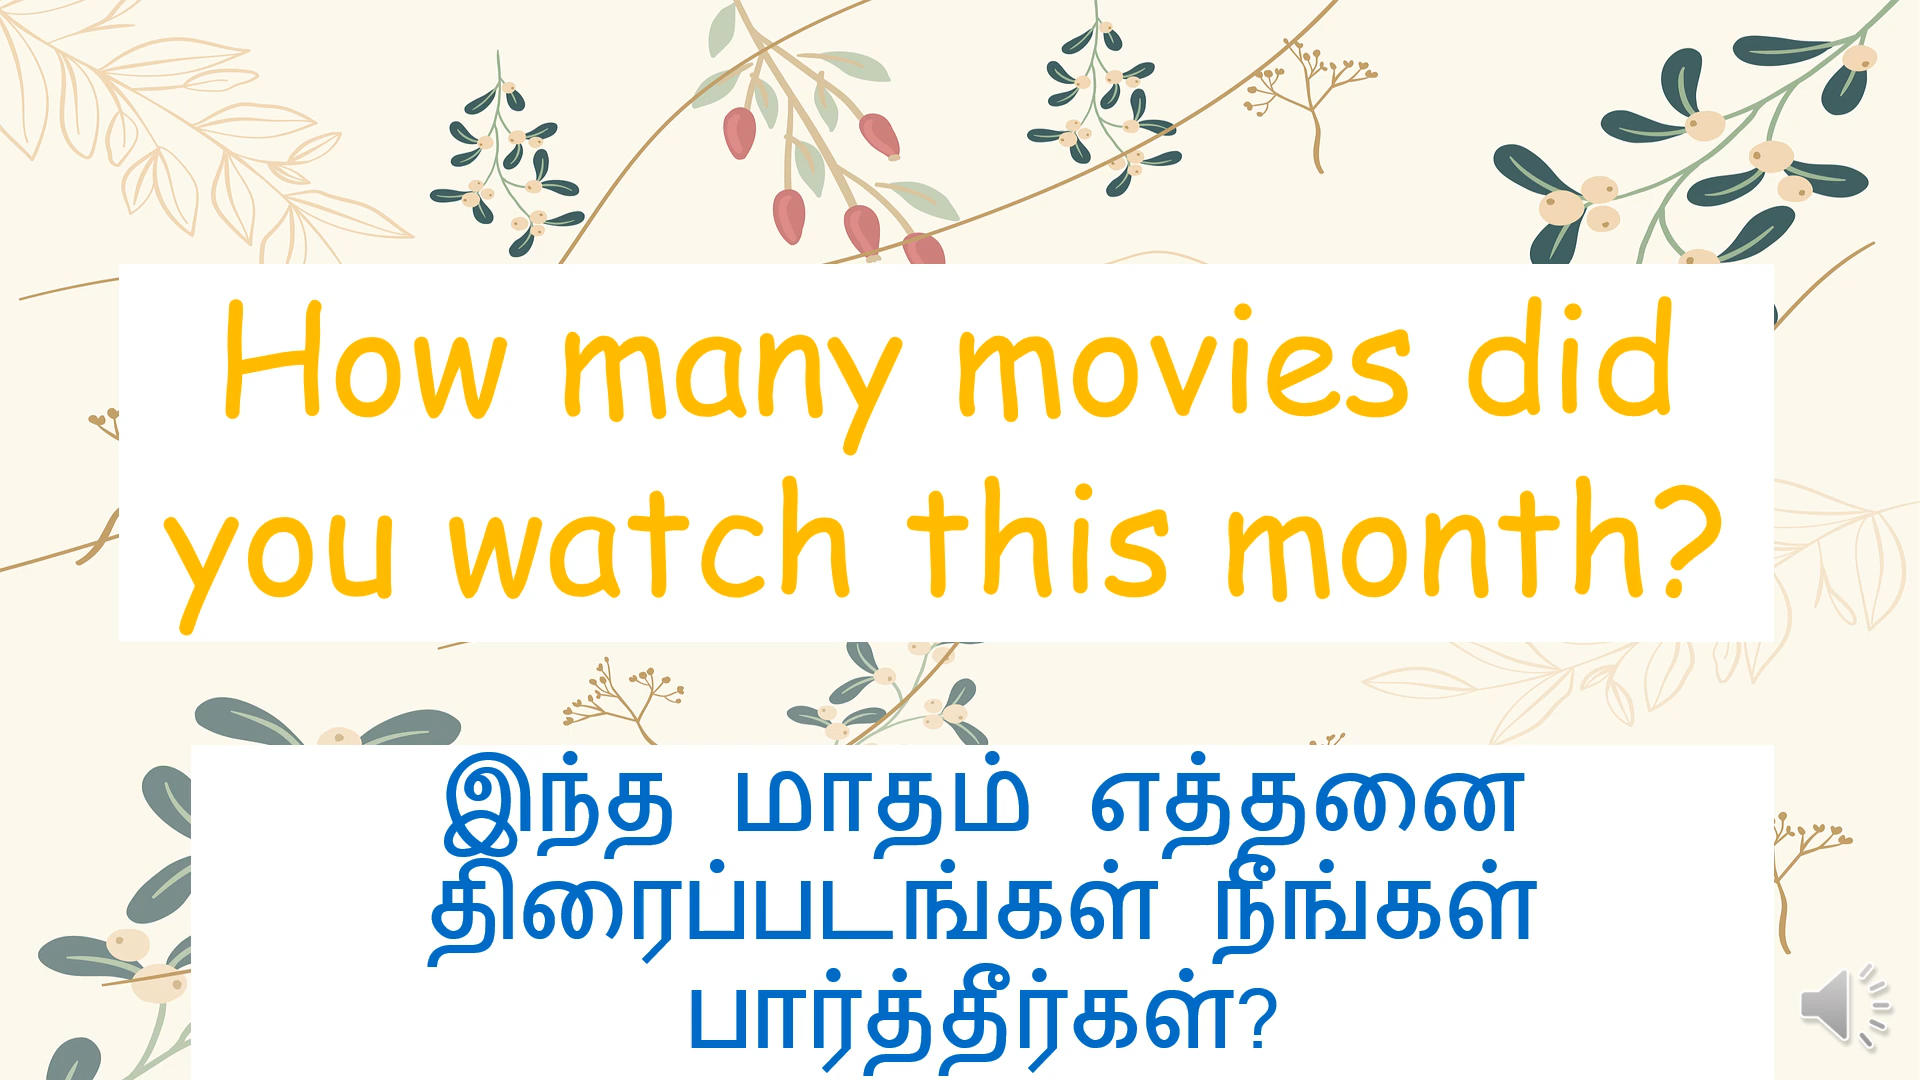 How many movies did
you watch this month?
இந்த மாதம் எத்தனை
திரைப்படங்கள் நீங்கள்
பார்த்தீர்கள்?